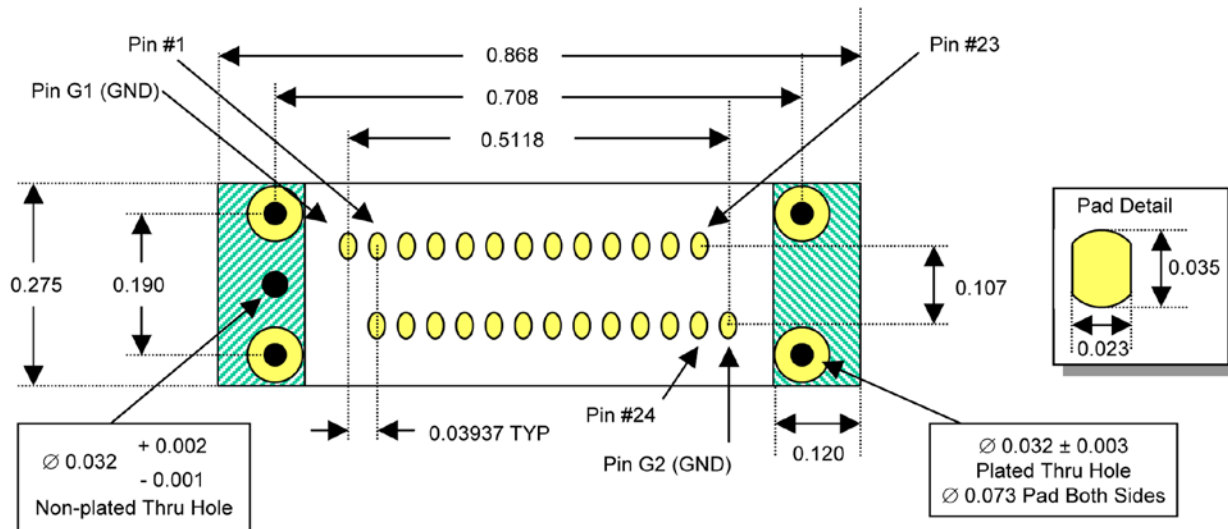 Pin #1
0.868
Pin #23
Pin G1 (GND)
0.708
0.5118
Pad Detail
0.035
0.023
0.275
0.190
0.107
Pin #24
0.03937 TYP
Pin G2 (GND)
0.120
∅ 0.032 + 0.002
- 0.001
Non-plated Thru Hole
∅ 0.032 ± 0.003
Plated Thru Hole
∅ 0.073 Pad Both Sides